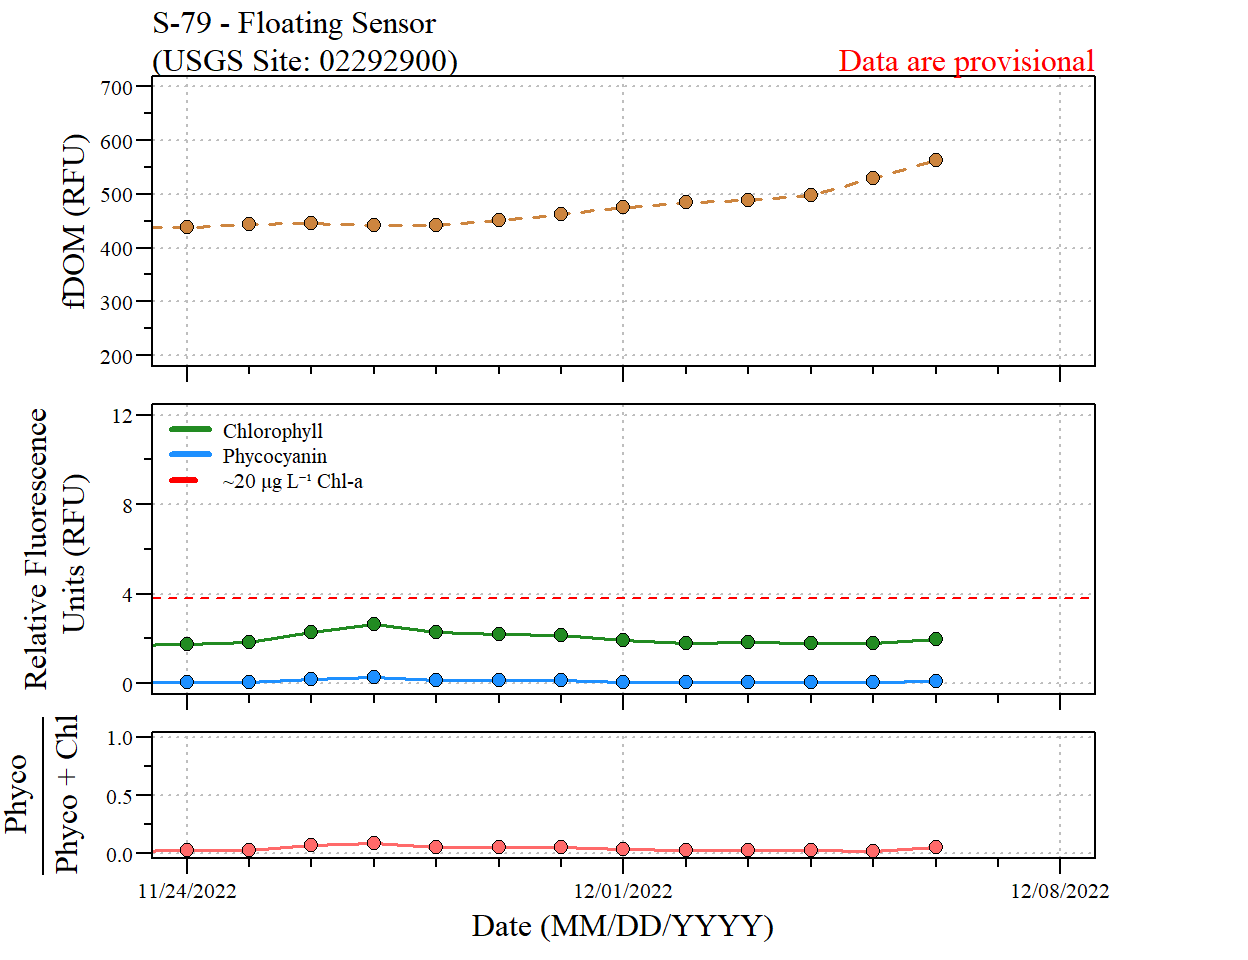 S-79 - Floating Sensor
(USGS Site: 02292900)
Data are provisional
700
600
500
400
300
200
fDOM (RFU)
12
8
4
0
Relative Fluorescence
Units (RFU)
Chlorophyll
Phycocyanin
~20 μg L⁻¹ Chl-a
1.0
0.5
0.0
Phyco
Phyco + Chl
11/24/2022
12/01/2022
12/08/2022
Date (MM/DD/YYYY)